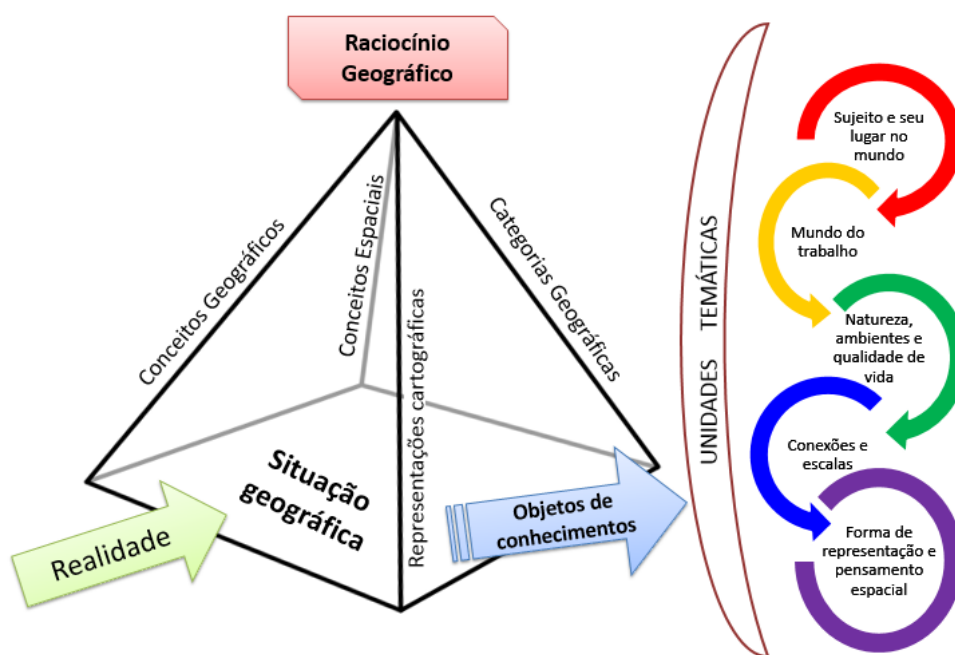 Raciocínio
Geográfico
Conceitos Geográficos
Conceitos Espaciais
Representações cartográficas
Categorias Geográficas
Situação
geográfica
Realidade
Objetos de
conhecimentos
UNIDADES TEMÁTICAS
Sujeito e seu
lugar no
mundo
Mundo do
trabalho
Natureza,
ambientes e
qualidade de
vida
Conexões e
escalas
Forma de
representação e
pensamento
espacial